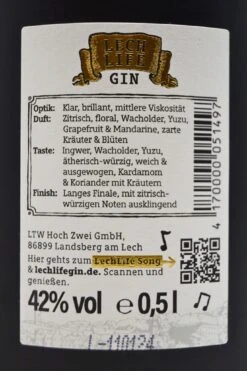 LECH
LIFE
GIN
Optik: Klar, brillant, mittlere Viskosität
Duft: Zitrisch, floral, Wacholder, Yuzu,
Grapefruit & Mandarine, zarte
Kräuter & Blüten
Taste: Ingwer, Wacholder, Yuzu,
ätherisch-würzig, weich &
ausgewogen, Kardamom
& Koriander mit Kräutern
Finish: Langes Finale, mit zitrisch-
würzigen Noten ausklingend
4 170000 051497
LTW Hoch Zwei GmbH,
86899 Landsberg am Lech
Hier gehts zum LechLife Song
& lechlifegin.de. Scannen und
genießen.
42% vol ℮ 0,5 l
L-110124